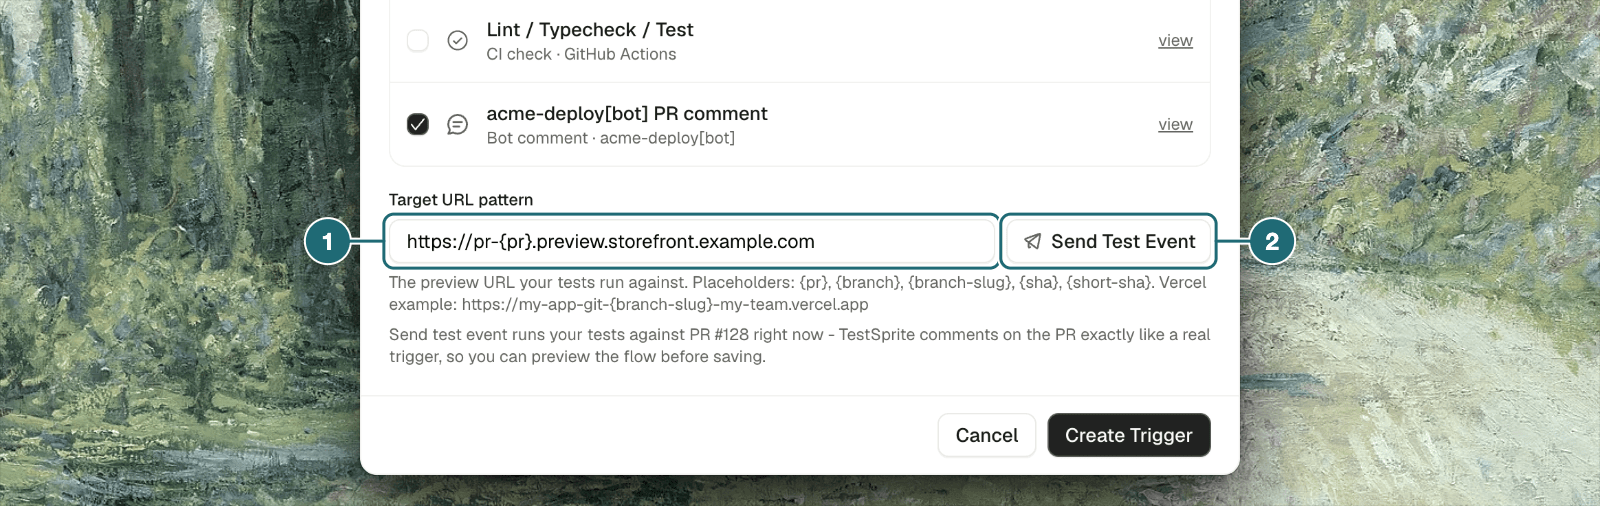 Lint / Typecheck / Test
CI check · GitHub Actions
view
acme-deploy[bot] PR comment
Bot comment · acme-deploy[bot]
view
Target URL pattern
1
https://pr-{pr}.preview.storefront.example.com
Send Test Event
2
The preview URL your tests run against. Placeholders: {pr}, {branch}, {branch-slug}, {sha}, {short-sha}. Vercel
example: https://my-app-git-{branch-slug}-my-team.vercel.app
Send test event runs your tests against PR #128 right now - TestSprite comments on the PR exactly like a real
trigger, so you can preview the flow before saving.
Cancel
Create Trigger